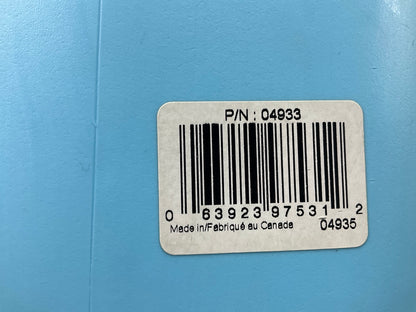 P/N : 04933
0 63923 97531 2
Made in/Fabriqué au Canada 04935